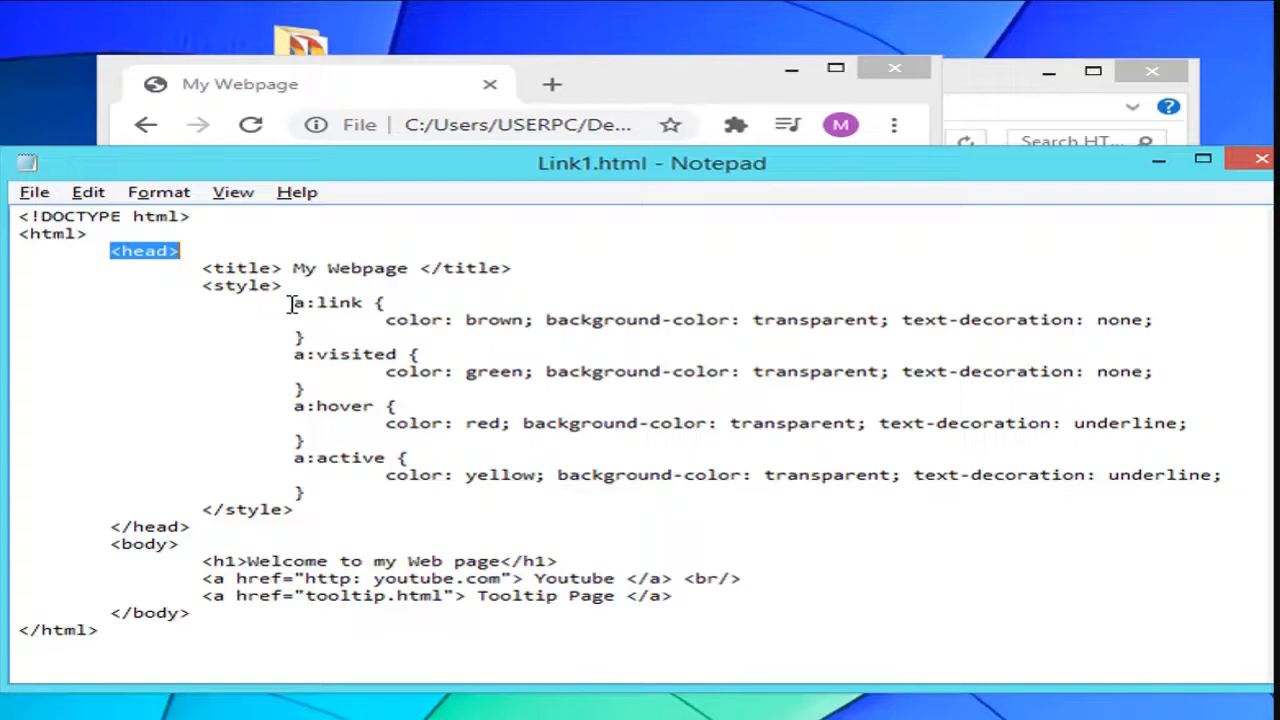 My Webpage
File | C:/Users/USERPC/De...
M
Search HT...
Link1.html - Notepad
File Edit Format View Help
<!DOCTYPE html>
<html>
<head>
<title> My Webpage </title>
<style>
a:link {
color: brown; background-color: transparent; text-decoration: none;
}
a:visited {
color: green; background-color: transparent; text-decoration: none;
}
a:hover {
color: red; background-color: transparent; text-decoration: underline;
}
a:active {
color: yellow; background-color: transparent; text-decoration: underline;
}
</style>
</head>
<body>
<h1>Welcome to my Web page</h1>
<a href="http: youtube.com"> Youtube </a> <br/>
<a href="tooltip.html"> Tooltip Page </a>
</body>
</html>